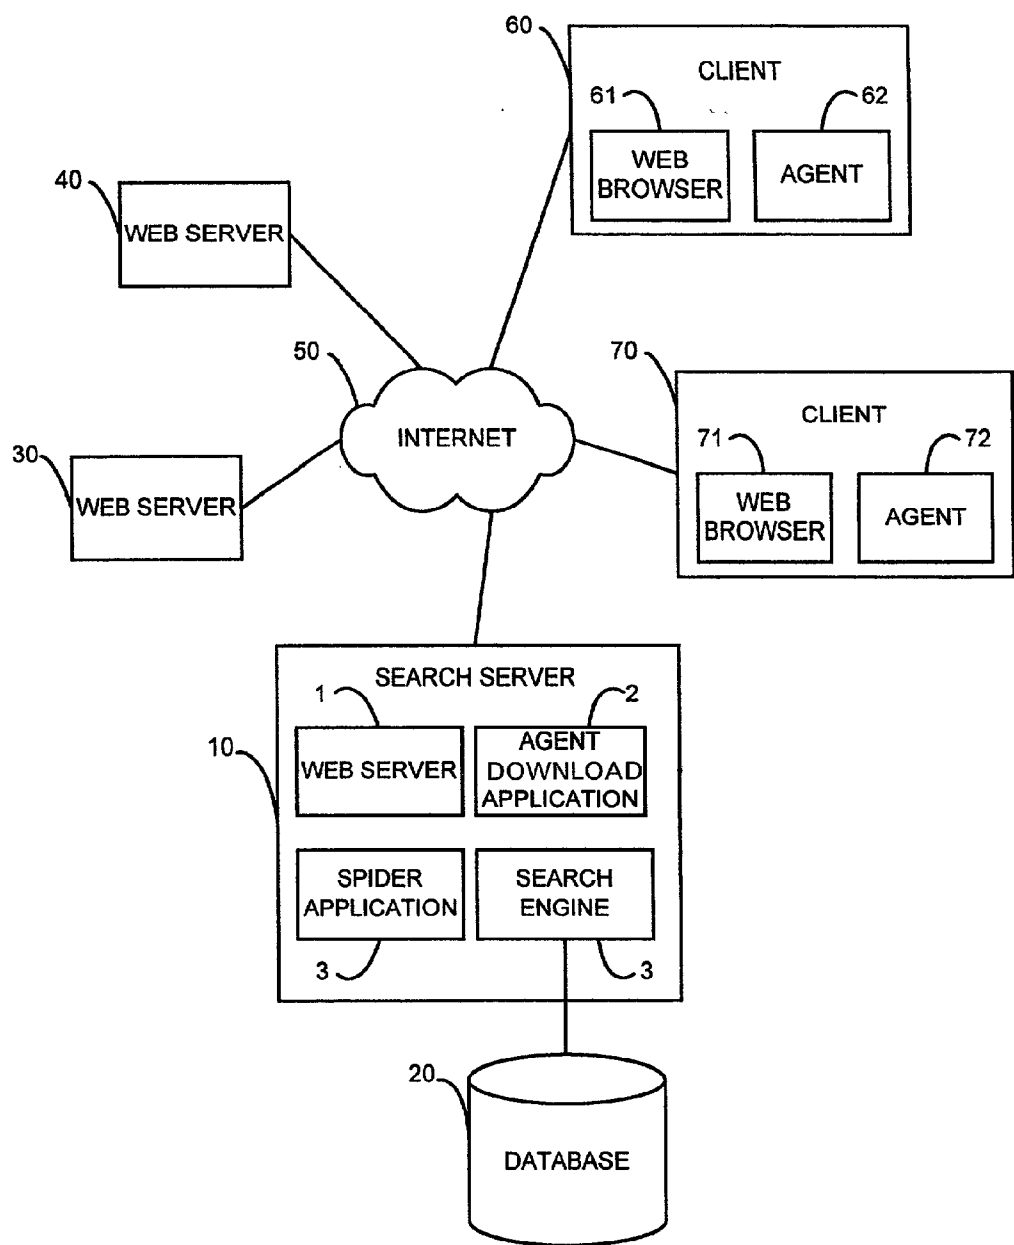 60
CLIENT
61
62
WEB
BROWSER
AGENT
40
WEB SERVER
50
INTERNET
70
CLIENT
71
72
WEB
BROWSER
AGENT
30
WEB SERVER
SEARCH SERVER
1
2
10
WEB SERVER
AGENT
DOWNLOAD
APPLICATION
SPIDER
APPLICATION
SEARCH
ENGINE
3
3
20
DATABASE